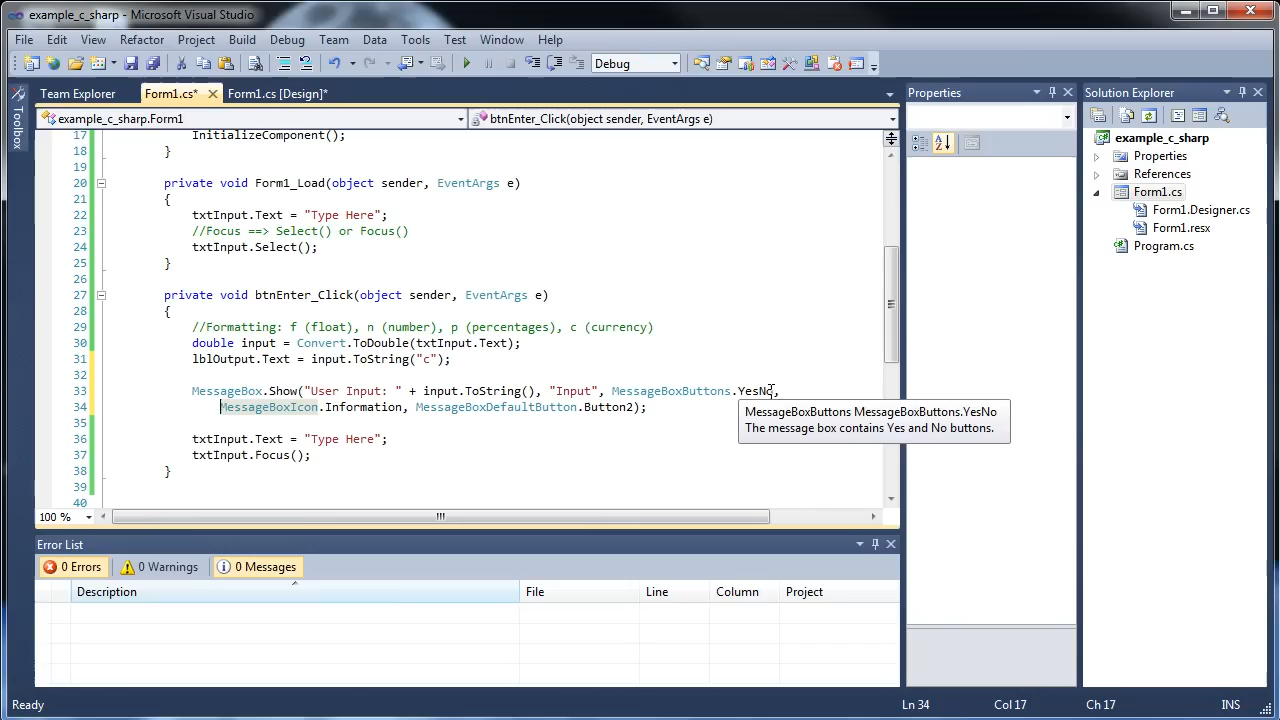 example_c_sharp - Microsoft Visual Studio
File Edit View Refactor Project Build Debug Team Data Tools Test Window Help
Debug
Team Explorer Form1.cs* Form1.cs [Design]*
Properties
Solution Explorer
Toolbox
example_c_sharp.Form1
btnEnter_Click(object sender, EventArgs e)
17 InitializeComponent();
18 }
19
20 private void Form1_Load(object sender, EventArgs e)
21 {
22 txtInput.Text = "Type Here";
23 //Focus ==> Select() or Focus()
24 txtInput.Select();
25 }
26
27 private void btnEnter_Click(object sender, EventArgs e)
28 {
29 //Formatting: f (float), n (number), p (percentages), c (currency)
30 double input = Convert.ToDouble(txtInput.Text);
31 lblOutput.Text = input.ToString("c");
32
33 MessageBox.Show("User Input: " + input.ToString(), "Input", MessageBoxButtons.YesNo,
34 MessageBoxIcon.Information, MessageBoxDefaultButton.Button2);
35
36 txtInput.Text = "Type Here";
37 txtInput.Focus();
38 }
39
40
MessageBoxButtons MessageBoxButtons.YesNo
The message box contains Yes and No buttons.
100 %
example_c_sharp
Properties
References
Form1.cs
Form1.Designer.cs
Form1.resx
Program.cs
Error List
0 Errors 0 Warnings 0 Messages
Description File Line Column Project
Ready Ln 34 Col 17 Ch 17 INS